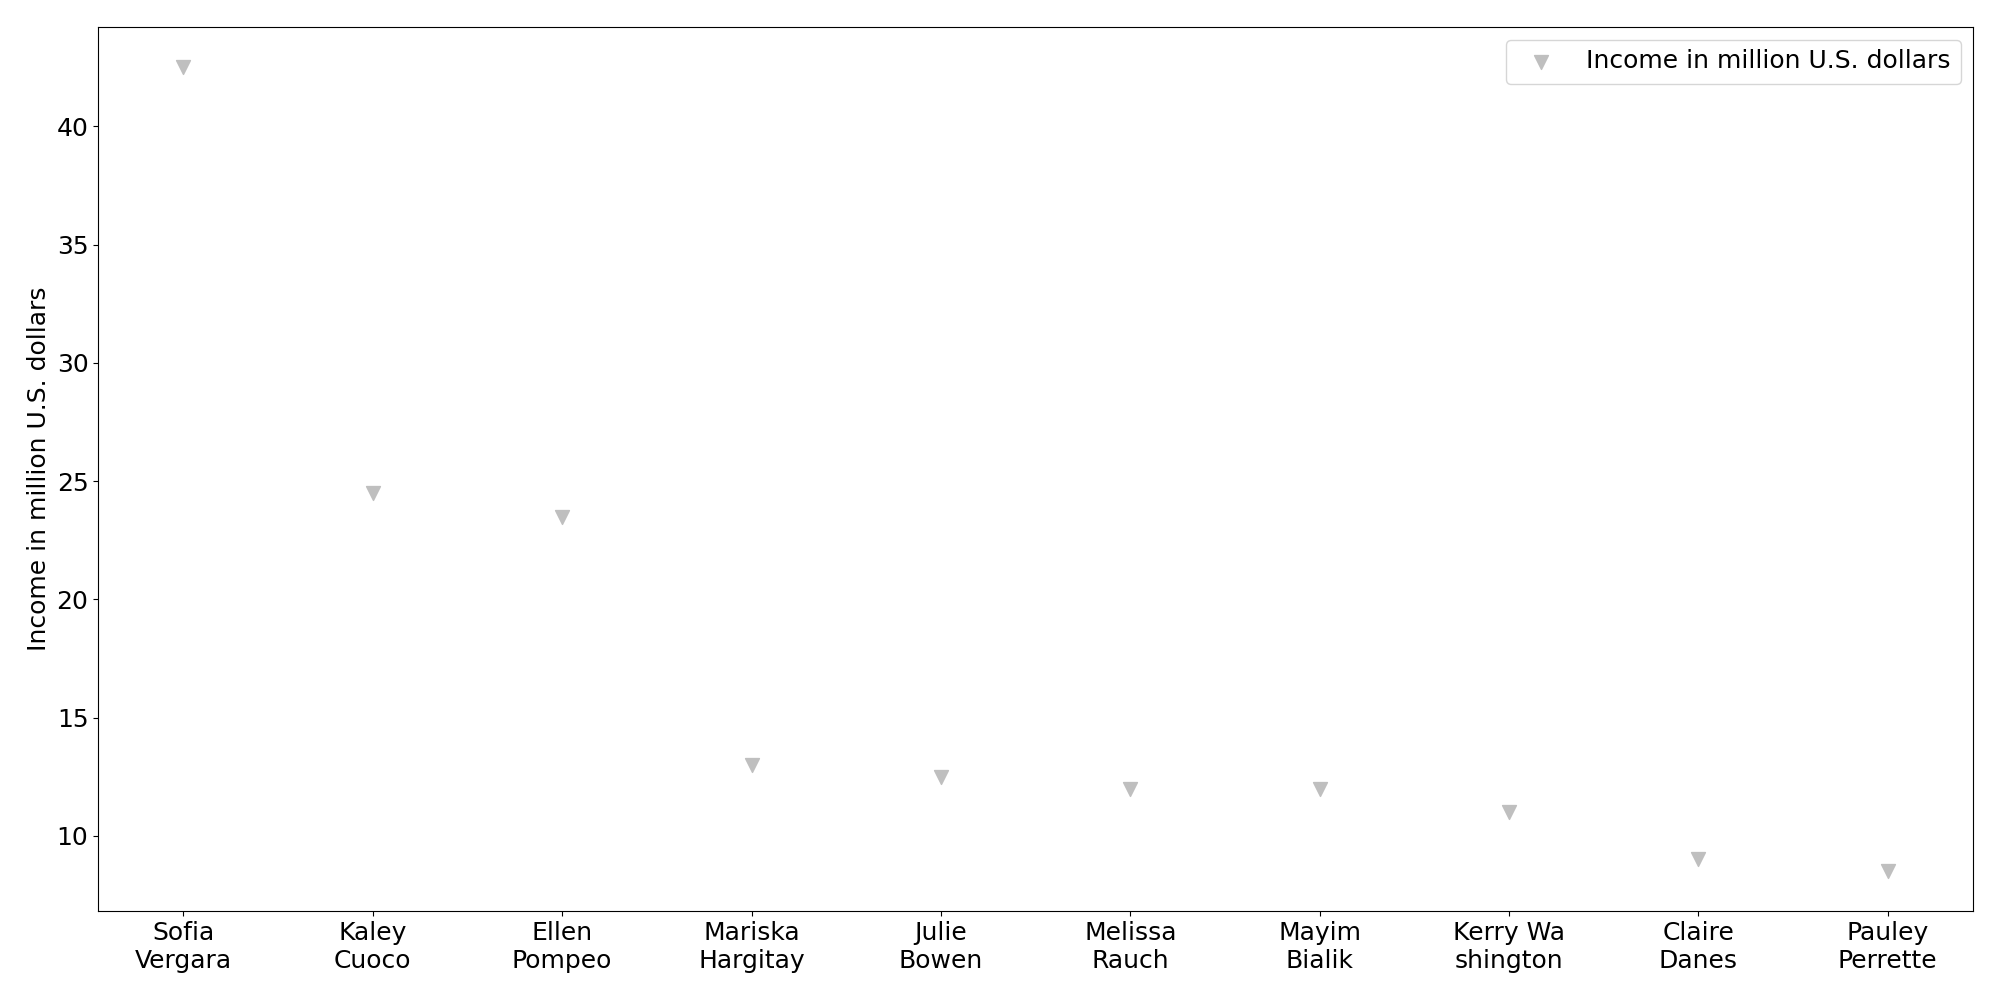 Income in million U.S. dollars
Income in million U.S. dollars
40
35
30
25
20
15
10
Sofia
Vergara
Kaley
Cuoco
Ellen
Pompeo
Mariska
Hargitay
Julie
Bowen
Melissa
Rauch
Mayim
Bialik
Kerry Wa
shington
Claire
Danes
Pauley
Perrette